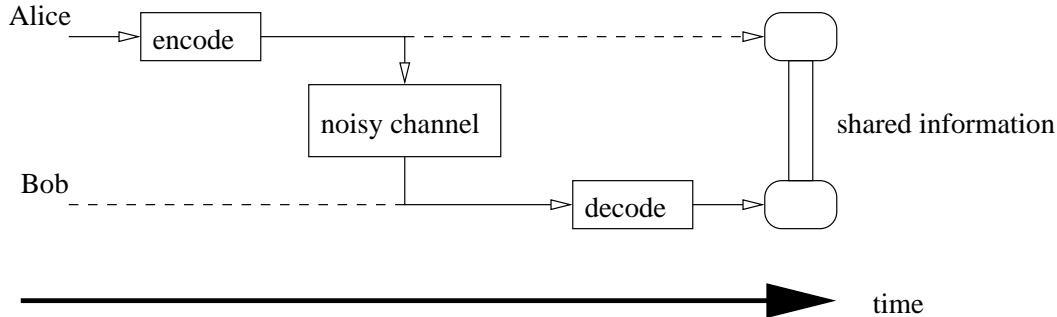 Alice
encode
noisy channel
shared information
Bob
decode
time